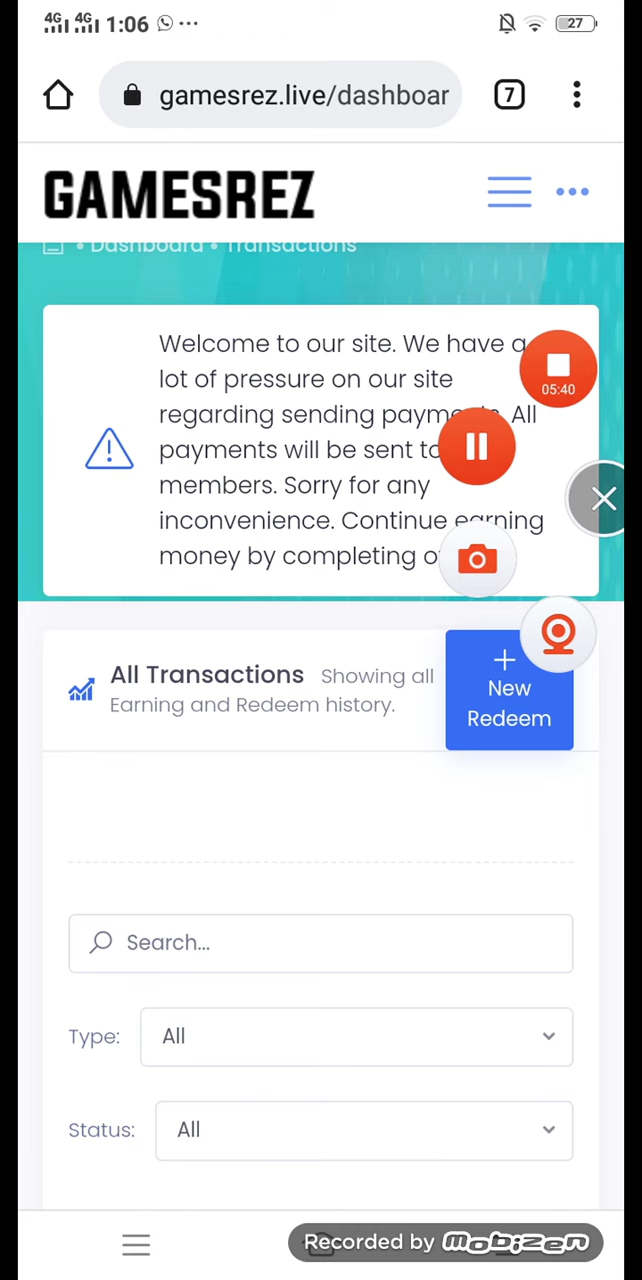 4G 4G 1:06 27
gamesrez.live/dashboar 7
GAMESREZ
• Dashboard • Transactions
Welcome to our site. We have a
lot of pressure on our site
regarding sending All
payments will be sent to
members. Sorry for any
inconvenience. Continue earning
money by completing
05:40
All Transactions Showing all
Earning and Redeem history.
New
Redeem
Search...
Type: All
Status: All
Recorded by mobizen